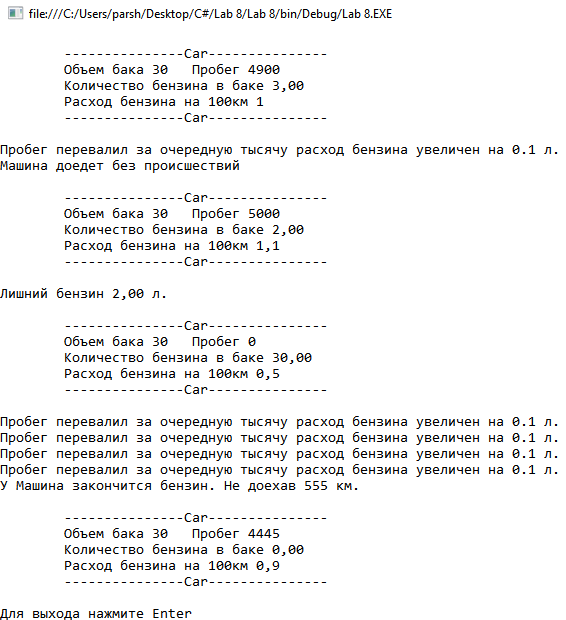 file:///C:/Users/parsh/Desktop/C#/Lab 8/Lab 8/bin/Debug/Lab 8.EXE
---------------Car---------------
Объем бака 30   Пробег 4900
Количество бензина в баке 3,00
Расход бензина на 100км 1
---------------Car---------------
Пробег перевалил за очередную тысячу расход бензина увеличен на 0.1 л.
Машина доедет без происшествий
---------------Car---------------
Объем бака 30   Пробег 5000
Количество бензина в баке 2,00
Расход бензина на 100км 1,1
---------------Car---------------
Лишний бензин 2,00 л.
---------------Car---------------
Объем бака 30   Пробег 0
Количество бензина в баке 30,00
Расход бензина на 100км 0,5
---------------Car---------------
Пробег перевалил за очередную тысячу расход бензина увеличен на 0.1 л.
Пробег перевалил за очередную тысячу расход бензина увеличен на 0.1 л.
Пробег перевалил за очередную тысячу расход бензина увеличен на 0.1 л.
Пробег перевалил за очередную тысячу расход бензина увеличен на 0.1 л.
У Машина закончится бензин. Не доехав 555 км.
---------------Car---------------
Объем бака 30   Пробег 4445
Количество бензина в баке 0,00
Расход бензина на 100км 0,9
---------------Car---------------
Для выхода нажмите Enter